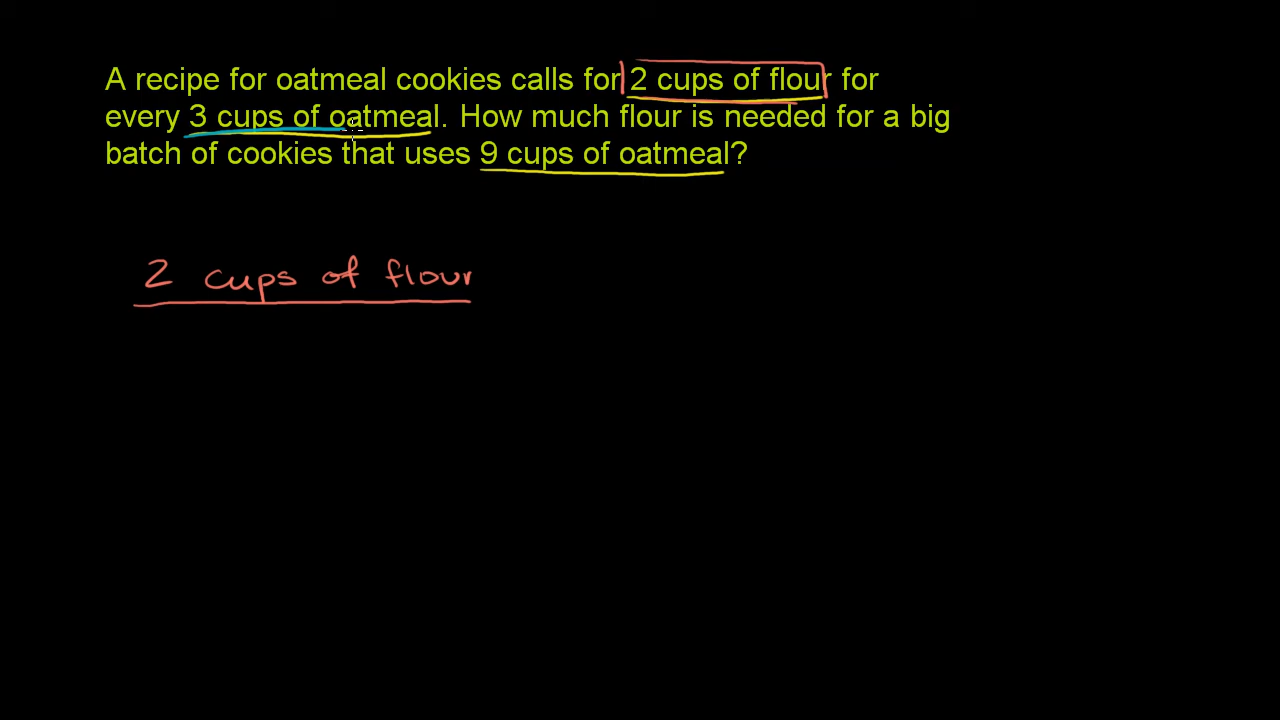 A recipe for oatmeal cookies calls for 2 cups of flour for
every 3 cups of oatmeal. How much flour is needed for a big
batch of cookies that uses 9 cups of oatmeal?
2 cups of flour